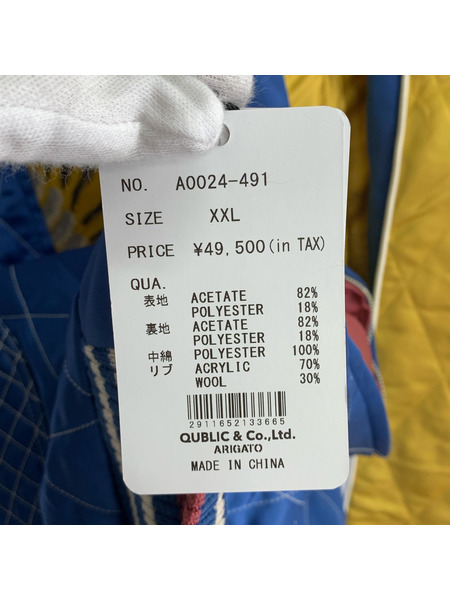 NO. A0024-491
SIZE XXL
PRICE ¥49,500(in TAX)
QUA.
表地 ACETATE 82%
POLYESTER 18%
裏地 ACETATE 82%
POLYESTER 18%
中綿 POLYESTER 100%
リブ ACRYLIC 70%
WOOL 30%
2911652133665
QUBLIC & Co.,Ltd.
ARIGATO
MADE IN CHINA